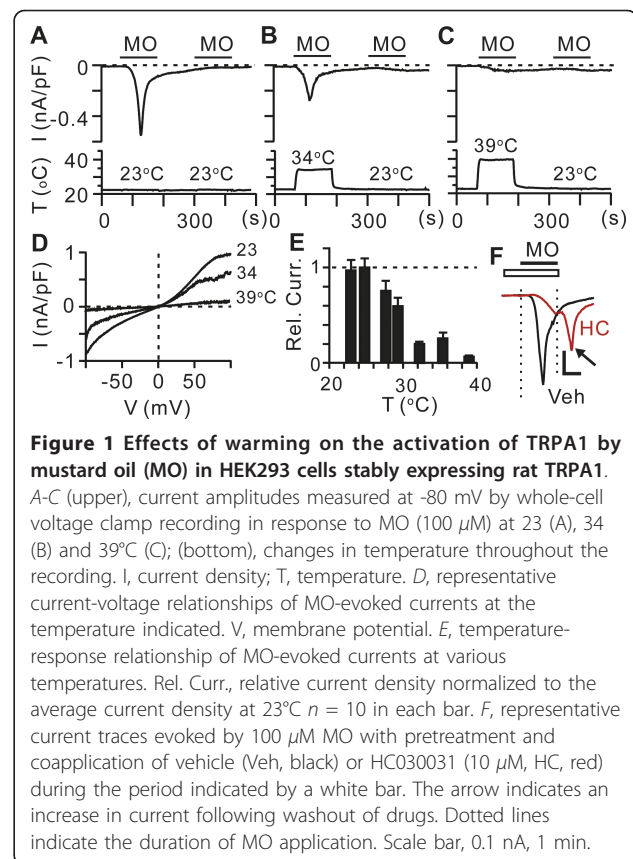 A MO MO B MO MO C MO MO
I (nA/pF) 0 -0.4
T (oC) 40 20
23oC 23oC 34oC 23oC 39oC 23oC
0 300 (s) 0 300 (s) 0 300 (s)
D
I (nA/pF) 1 0 -1
23
34
39oC
-50 50
V (mV)
E
Rel. Curr. 1 0
22 30 40
T (oC)
F
MO
HC
Veh
Figure 1 Effects of warming on the activation of TRPA1 by
mustard oil (MO) in HEK293 cells stably expressing rat TRPA1.
A-C (upper), current amplitudes measured at -80 mV by whole-cell
voltage clamp recording in response to MO (100 μM) at 23 (A), 34
(B) and 39°C (C); (bottom), changes in temperature throughout the
recording. I, current density; T, temperature. D, representative
current-voltage relationships of MO-evoked currents at the
temperature indicated. V, membrane potential. E, temperature-
response relationship of MO-evoked currents at various
temperatures. Rel. Curr., relative current density normalized to the
average current density at 23°C n = 10 in each bar. F, representative
current traces evoked by 100 μM MO with pretreatment and
coapplication of vehicle (Veh, black) or HC030031 (10 μM, HC, red)
during the period indicated by a white bar. The arrow indicates an
increase in current following washout of drugs. Dotted lines
indicate the duration of MO application. Scale bar, 0.1 nA, 1 min.